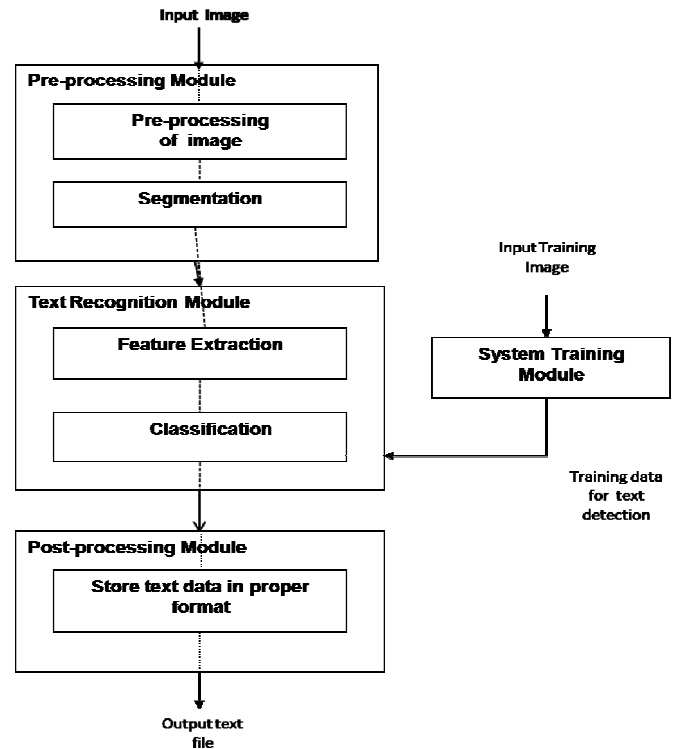 Input Image
Pre-processing Module
Pre-processing
of image
Segmentation
Text Recognition Module
Feature Extraction
Classification
Input Training
Image
System Training
Module
Training data
for text
detection
Post-processing Module
Store text data in proper
format
Output text
file